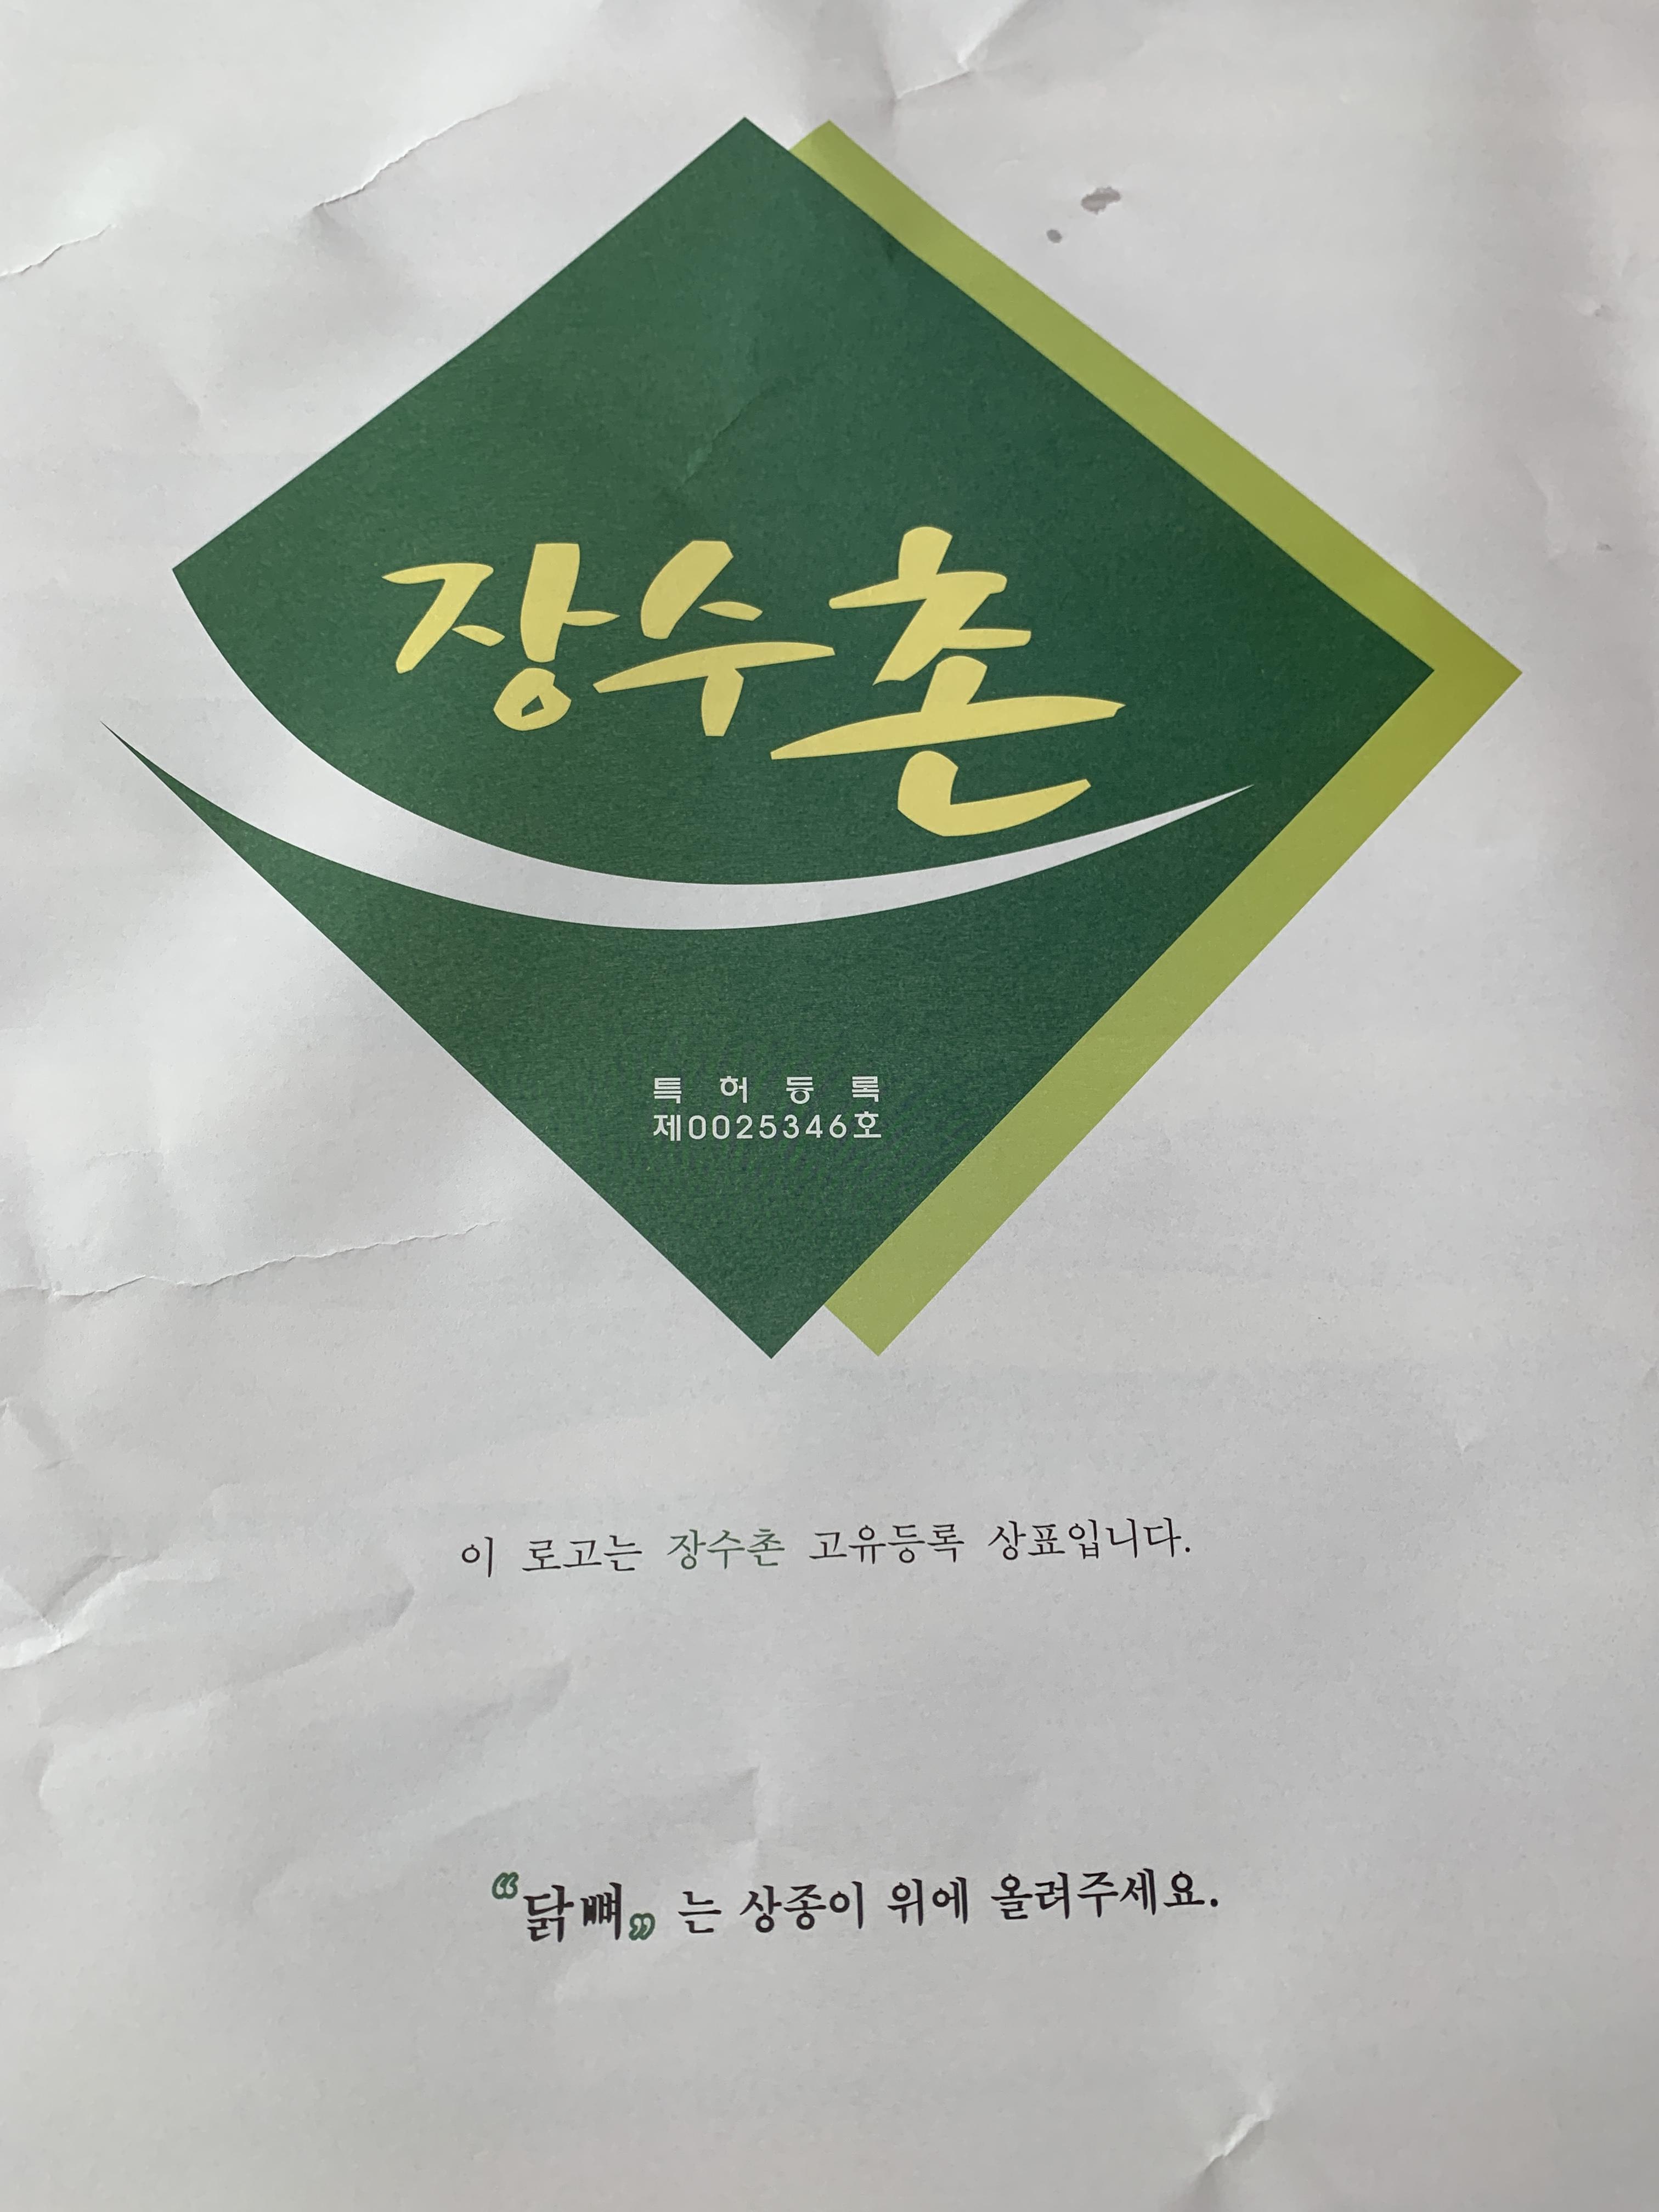 장수촌
특 허 등 록
제0025346호
이 로고는 장수촌 고유등록 상표입니다.
“닭뼈” 는 상종이 위에 올려주세요.